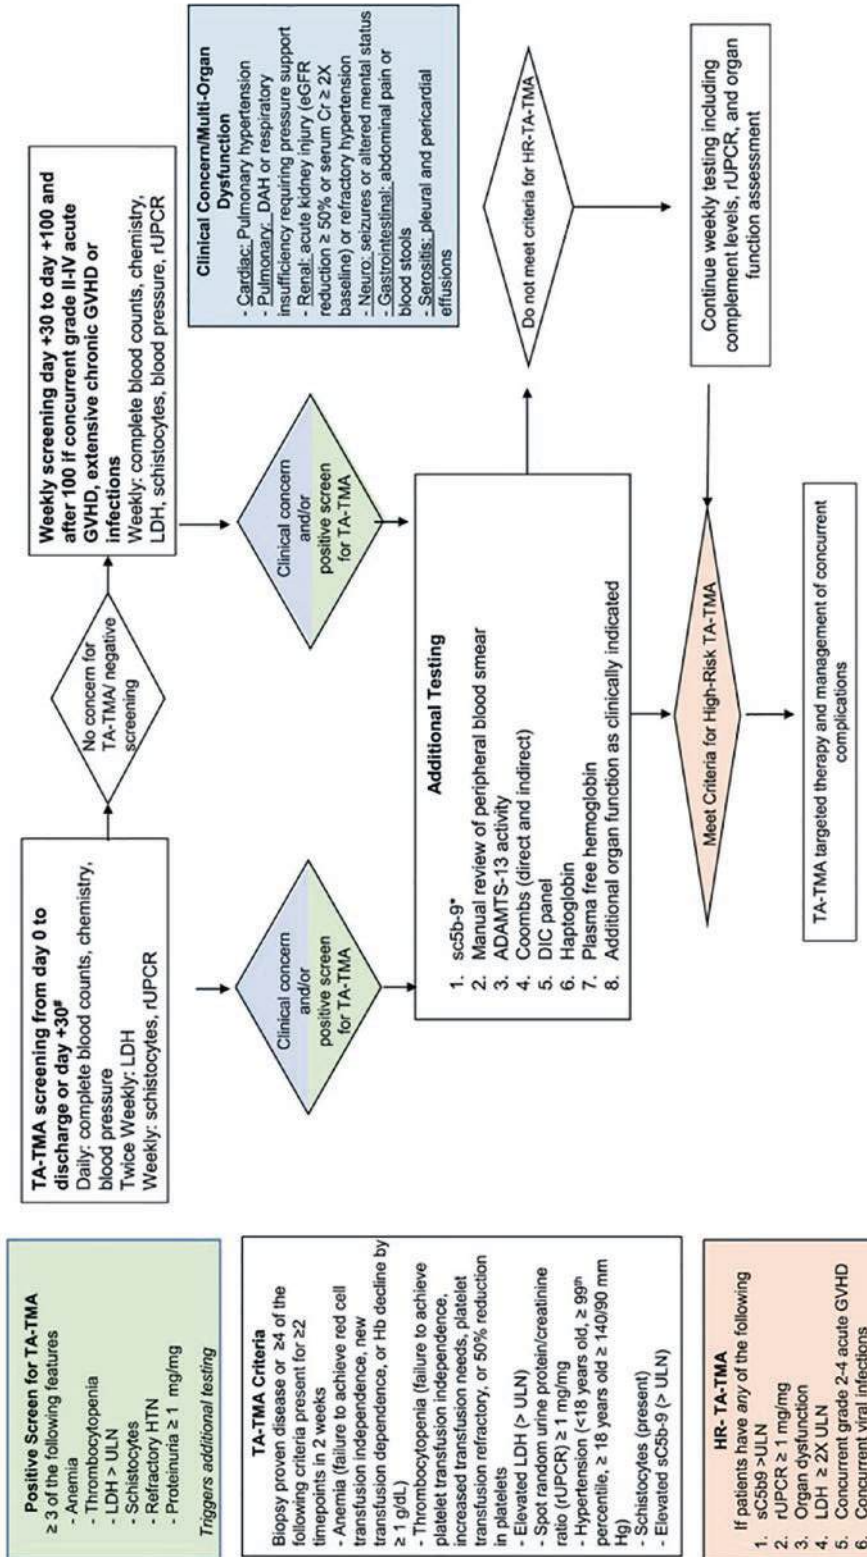 Positive Screen for TA-TMA
≥ 3 of the following features
- Anemia
- Thrombocytopenia
- LDH > ULN
- Schistocytes
- Refractory HTN
- Proteinuria ≥ 1 mg/mg
Triggers additional testing
TA-TMA Criteria
Biopsy proven disease or ≥4 of the
following criteria present for ≥2
timepoints in 2 weeks
- Anemia (failure to achieve red cell
transfusion independence, new
transfusion dependence, or Hb decline by
≥ 1 g/dL)
- Thrombocytopenia (failure to achieve
platelet transfusion independence,
increased transfusion needs, platelet
transfusion refractory, or 50% reduction
in platelets
- Elevated LDH (> ULN)
- Spot random urine protein/creatinine
ratio (rUPCR) ≥ 1 mg/mg
- Hypertension (<18 years old, ≥ 99th
percentile, ≥ 18 years old ≥ 140/90 mm
Hg)
- Schistocytes (present)
- Elevated sC5b-9 (> ULN)
HR- TA-TMA
If patients have any of the following
1. sC5b9 >ULN
2. rUPCR ≥ 1 mg/mg
3. Organ dysfunction
4. LDH ≥ 2X ULN
5. Concurrent grade 2-4 acute GVHD
6. Concurrent viral infections
TA-TMA screening from day 0 to
discharge or day +30#
Daily: complete blood counts, chemistry,
blood pressure
Twice Weekly: LDH
Weekly: schistocytes, rUPCR
No concern for
TA-TMA/ negative
screening
Weekly screening day +30 to day +100 and
after 100 if concurrent grade II-IV acute
GVHD, extensive chronic GVHD or
infections
Weekly: complete blood counts, chemistry,
LDH, schistocytes, blood pressure, rUPCR
Clinical concern
and/or
positive screen
for TA-TMA
Clinical concern
and/or
positive screen
for TA-TMA
Clinical Concern/Multi-Organ
Dysfunction
- Cardiac: Pulmonary hypertension
- Pulmonary: DAH or respiratory
insufficiency requiring pressure support
- Renal: acute kidney injury (eGFR
reduction ≥ 50% or serum Cr ≥ 2X
baseline) or refractory hypertension
- Neuro: seizures or altered mental status
- Gastrointestinal: abdominal pain or
blood stools
- Serositis: pleural and pericardial
effusions
Additional Testing
1. sc5b-9*
2. Manual review of peripheral blood smear
3. ADAMTS-13 activity
4. Coombs (direct and indirect)
5. DIC panel
6. Haptoglobin
7. Plasma free hemoglobin
8. Additional organ function as clinically indicated
Do not meet criteria for HR-TA-TMA
Meet Criteria for High-Risk TA-TMA
Continue weekly testing including
complement levels, rUPCR, and organ
function assessment
TA-TMA targeted therapy and management of concurrent
complications